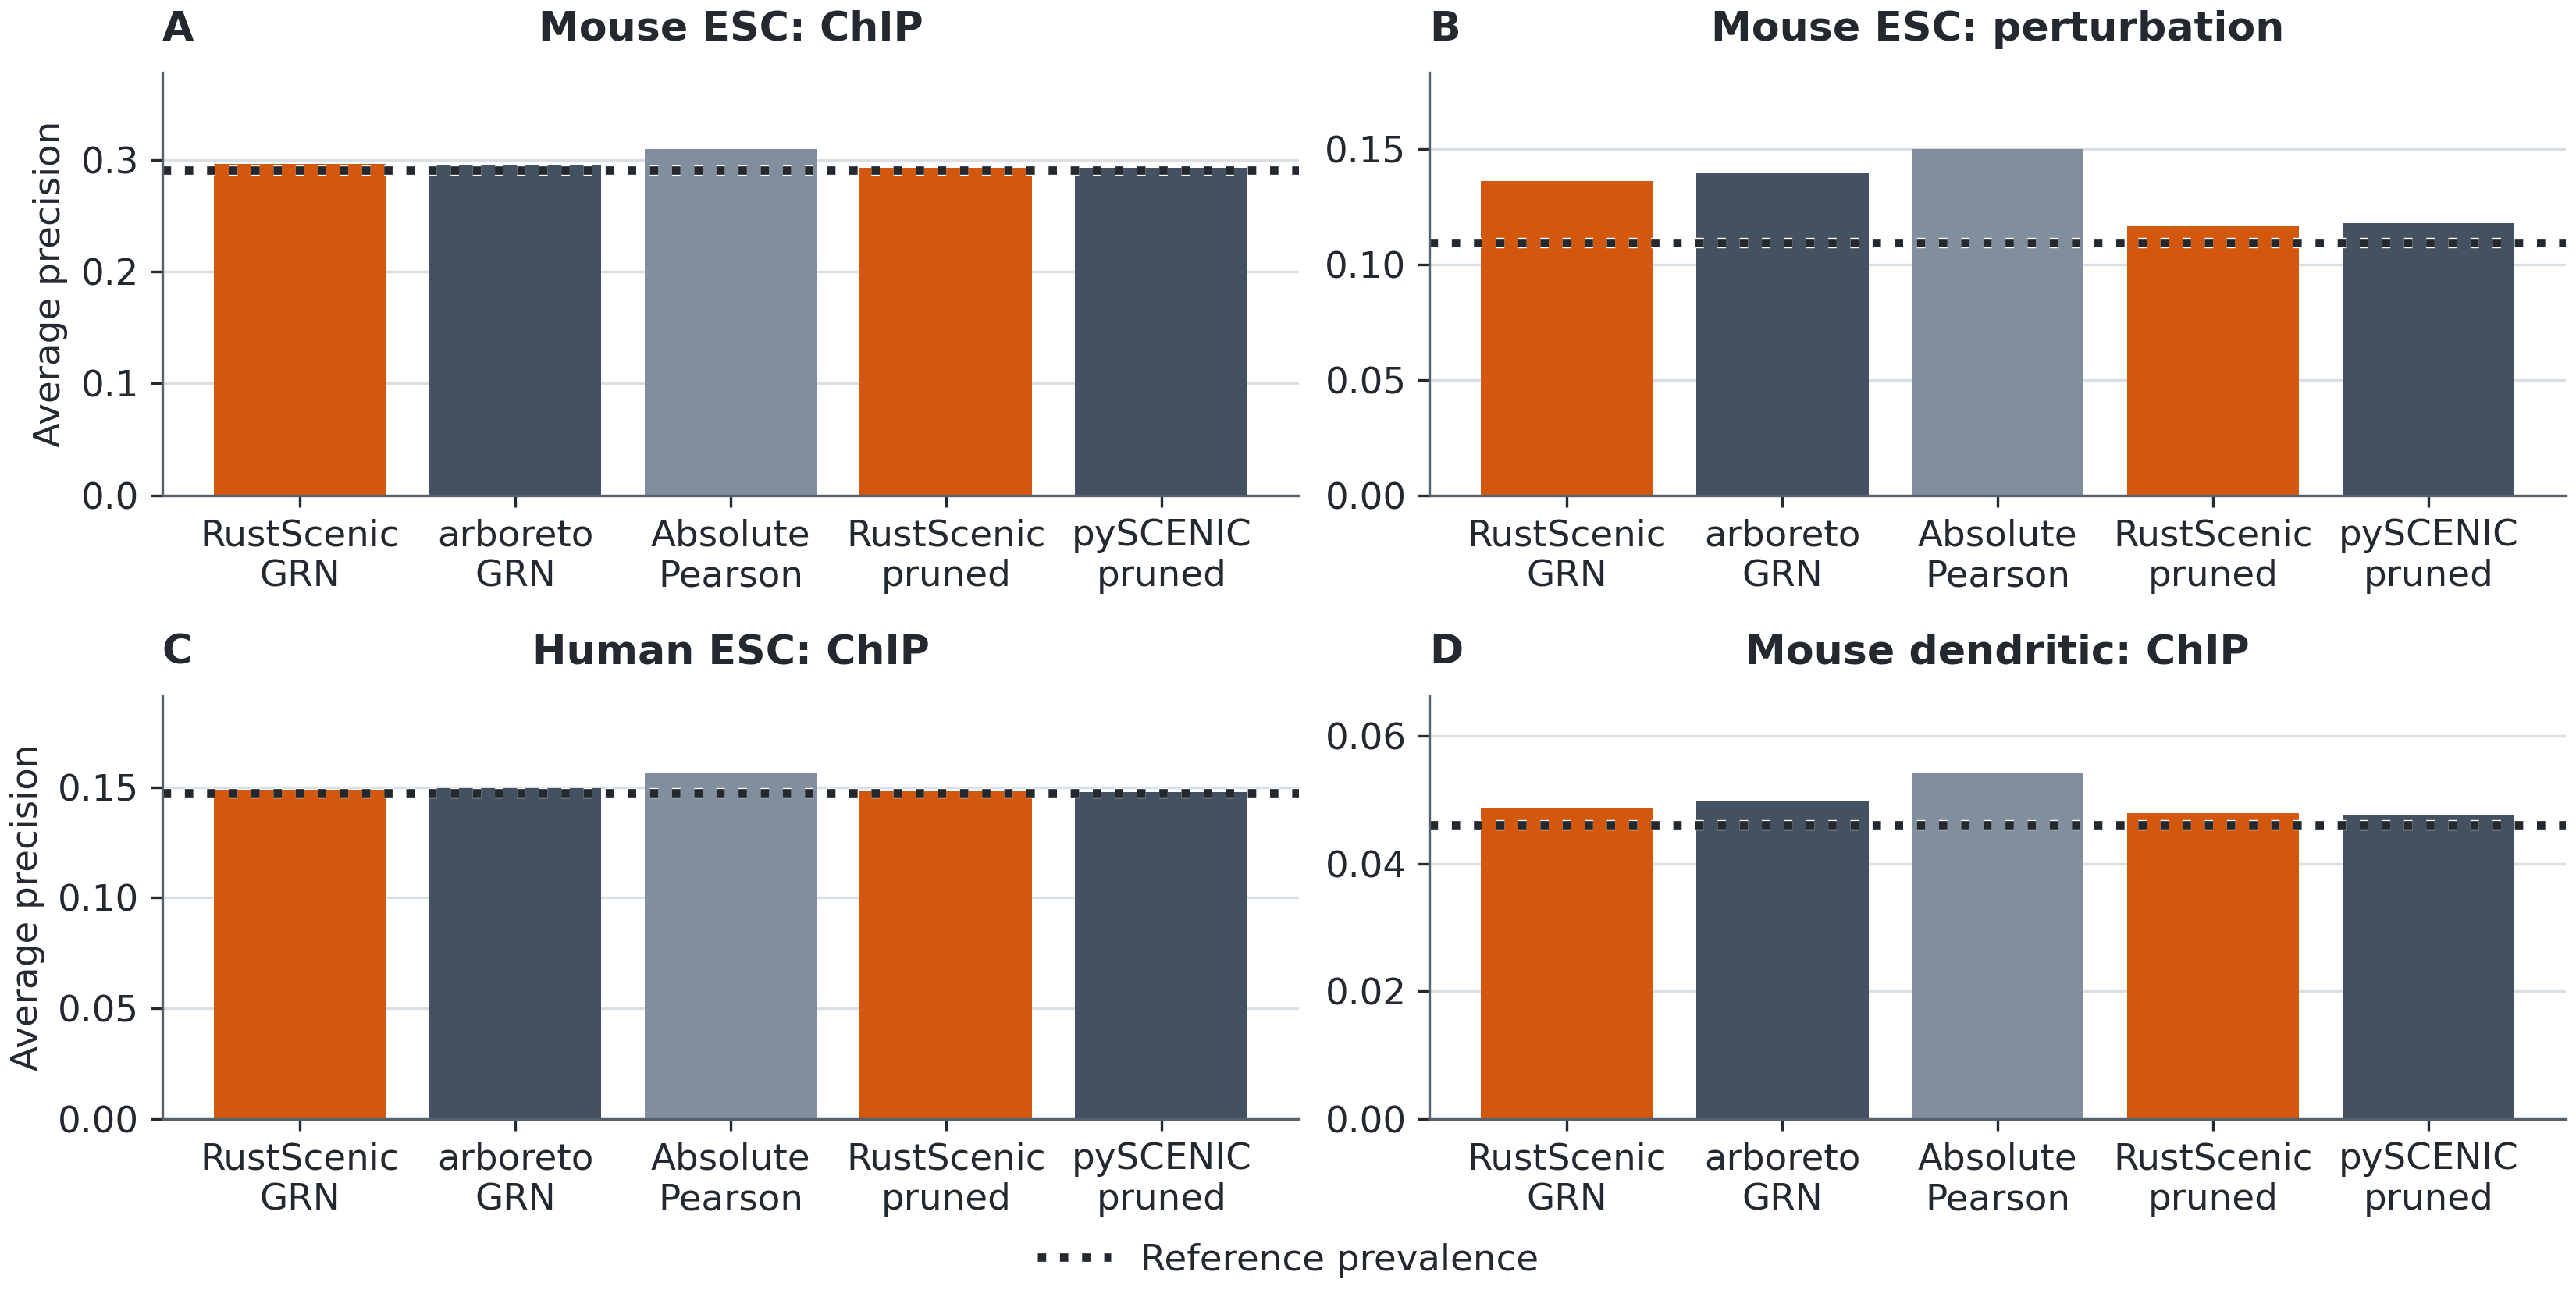 A
Mouse ESC: ChIP
Average precision
0.3
0.2
0.1
0.0
RustScenic
GRN
arboreto
GRN
Absolute
Pearson
RustScenic
pruned
pySCENIC
pruned
B
Mouse ESC: perturbation
0.15
0.10
0.05
0.00
RustScenic
GRN
arboreto
GRN
Absolute
Pearson
RustScenic
pruned
pySCENIC
pruned
C
Human ESC: ChIP
Average precision
0.15
0.10
0.05
0.00
RustScenic
GRN
arboreto
GRN
Absolute
Pearson
RustScenic
pruned
pySCENIC
pruned
D
Mouse dendritic: ChIP
0.06
0.04
0.02
0.00
RustScenic
GRN
arboreto
GRN
Absolute
Pearson
RustScenic
pruned
pySCENIC
pruned
Reference prevalence